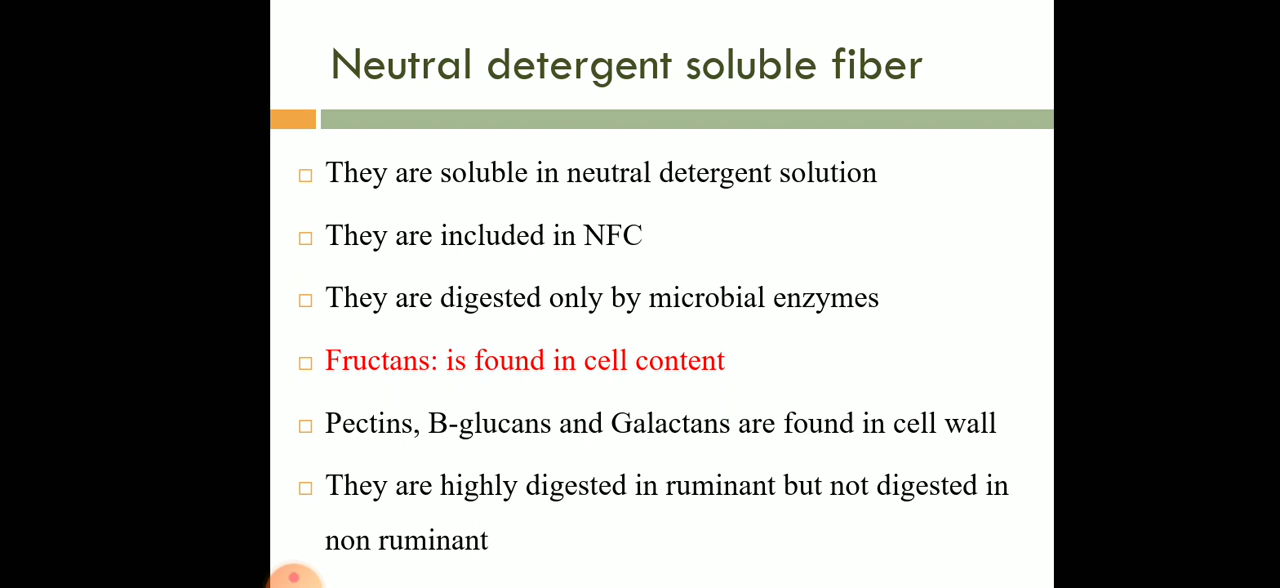 Neutral detergent soluble fiber
They are soluble in neutral detergent solution
They are included in NFC
They are digested only by microbial enzymes
Fructans: is found in cell content
Pectins, B-glucans and Galactans are found in cell wall
They are highly digested in ruminant but not digested in
non ruminant